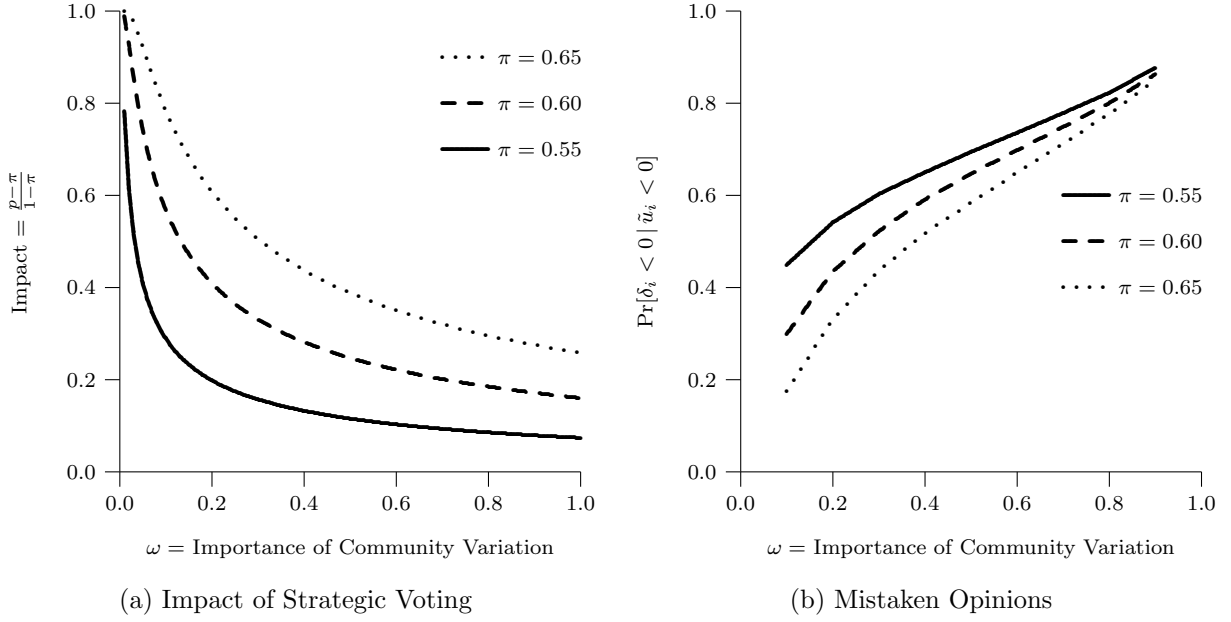 1.0
0.8
0.6
0.4
0.2
0.0
0.0 0.2 0.4 0.6 0.8 1.0
Impact = p−π / 1−π
π = 0.65
π = 0.60
π = 0.55
ω = Importance of Community Variation
(a) Impact of Strategic Voting
1.0
0.8
0.6
0.4
0.2
0.0
0.0 0.2 0.4 0.6 0.8 1.0
Pr[δᵢ < 0 | ũᵢ < 0]
π = 0.55
π = 0.60
π = 0.65
ω = Importance of Community Variation
(b) Mistaken Opinions